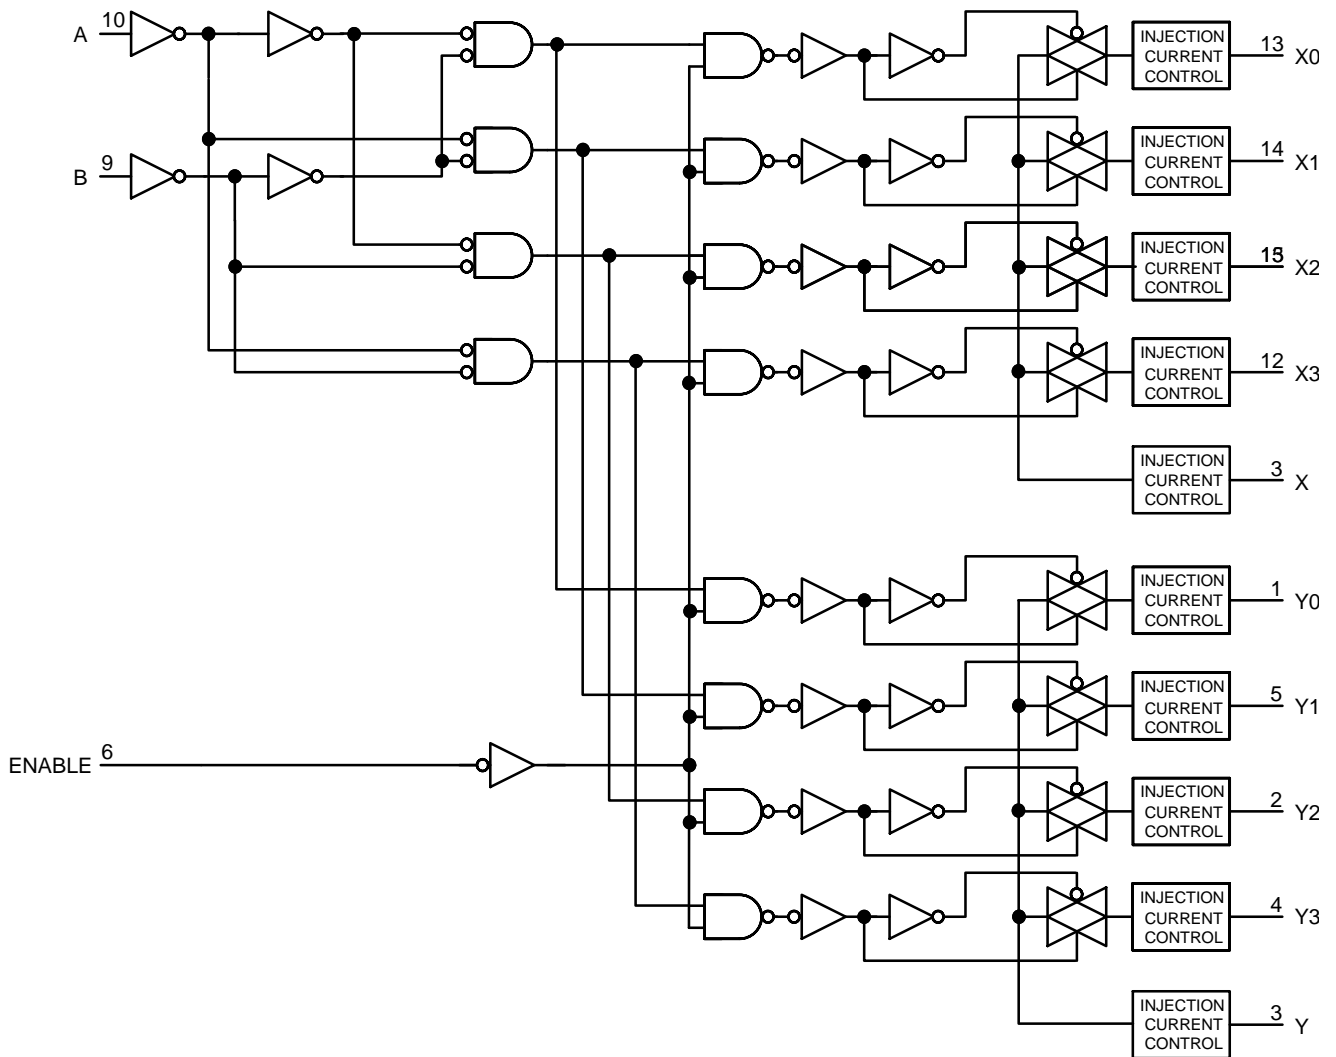 A 10
INJECTION
CURRENT
CONTROL
13 X0
B 9
INJECTION
CURRENT
CONTROL
14 X1
INJECTION
CURRENT
CONTROL
X2
INJECTION
CURRENT
CONTROL
12 X3
INJECTION
CURRENT
CONTROL
3 X
INJECTION
CURRENT
CONTROL
1 Y0
INJECTION
CURRENT
CONTROL
5 Y1
ENABLE 6
INJECTION
CURRENT
CONTROL
2 Y2
INJECTION
CURRENT
CONTROL
4 Y3
INJECTION
CURRENT
CONTROL
3 Y